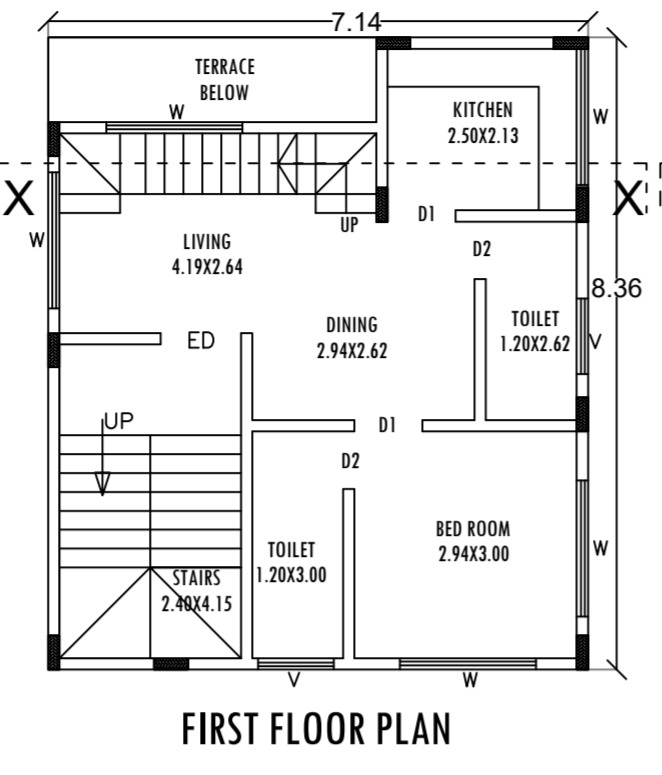 7.14
TERRACE
BELOW
W
KITCHEN
2.50X2.13
W
X
X
UP
D1
W
LIVING
4.19X2.64
D2
8.36
DINING
2.94X2.62
TOILET
1.20X2.62
V
ED
UP
D1
D2
BED ROOM
2.94X3.00
W
TOILET
1.20X3.00
STAIRS
2.40X4.15
V
W
FIRST FLOOR PLAN